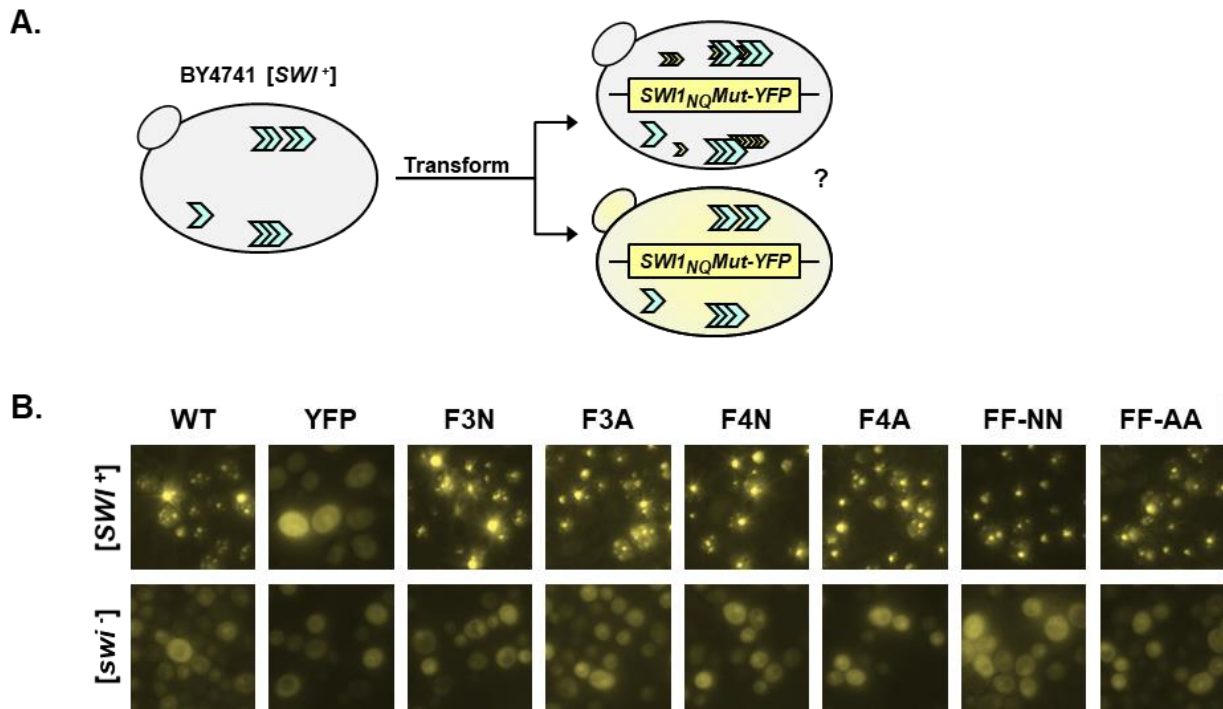 A.
BY4741 [SWI⁺]
Transform
SWI1NQMut-YFP
?
SWI1NQMut-YFP
B.
WT YFP F3N F3A F4N F4A FF-NN FF-AA
[SWI⁺]
[swi⁻]